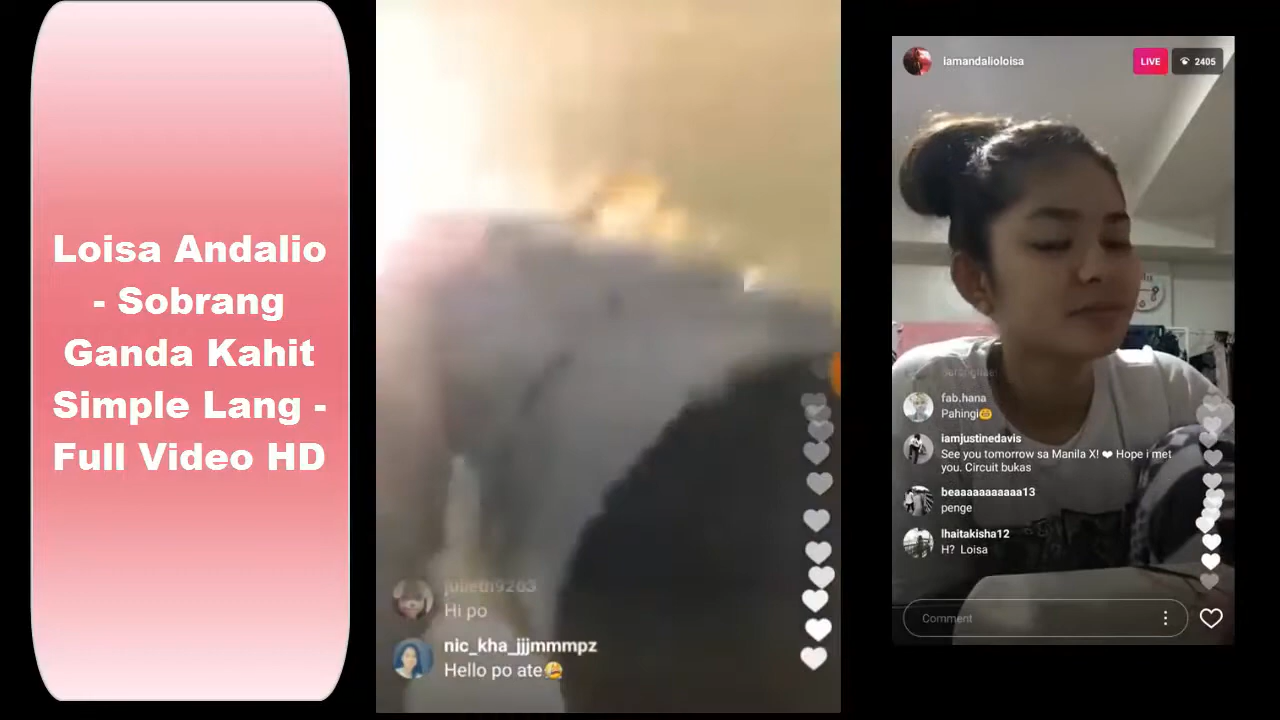 Loisa Andalio
- Sobrang
Ganda Kahit
Simple Lang -
Full Video HD
Hi po
nic_kha_jjjmmmpz
Hello po ate
iamandalioloisa
LIVE
2405
fab.hana
Pahingi
iamjustinedavis
See you tomorrow sa Manila X! ❤ Hope i met
you. Circuit bukas
beaaaaaaaaaaa13
penge
lhaitakisha12
H? Loisa
Comment